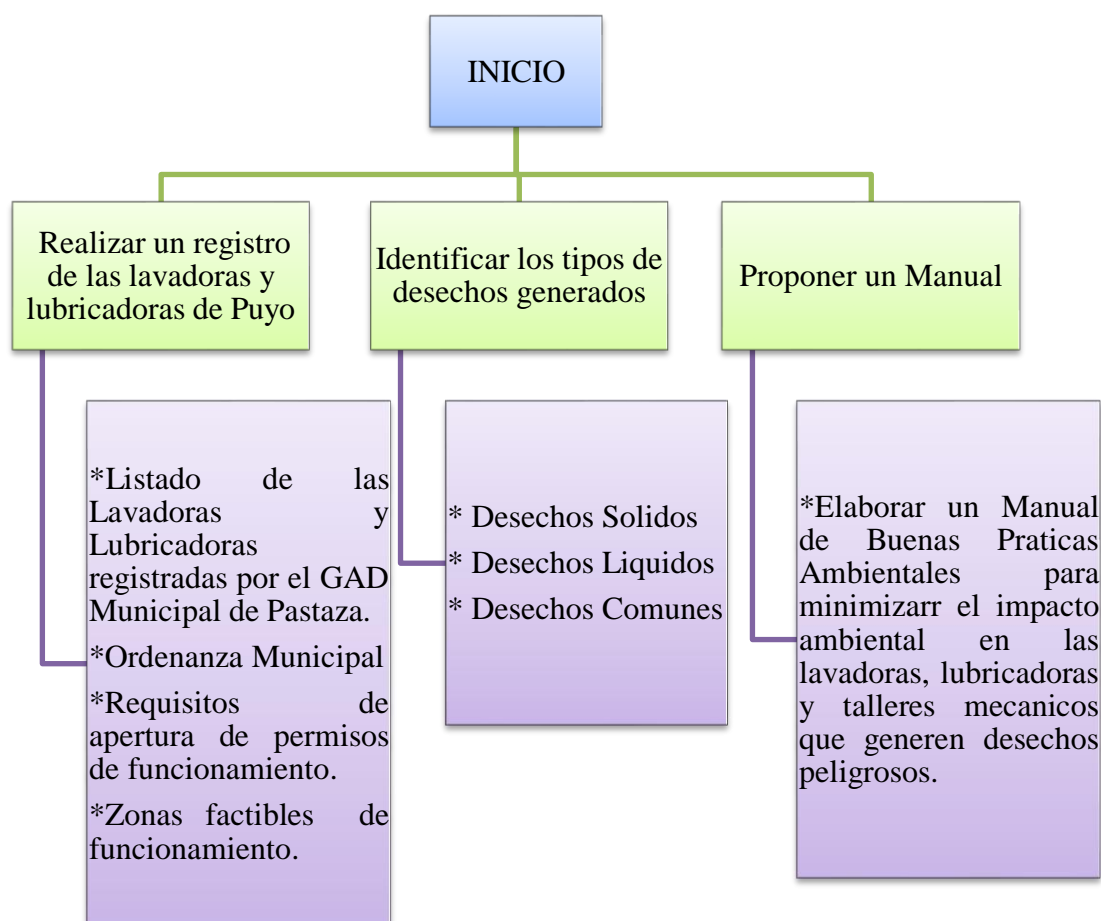 INICIO
Realizar un registro
de las lavadoras y
lubricadoras de Puyo
Identificar los tipos de
desechos generados
Proponer un Manual
*Listado de las
Lavadoras y
Lubricadoras
registradas por el GAD
Municipal de Pastaza.
*Ordenanza Municipal
*Requisitos de
apertura de permisos
de funcionamiento.
*Zonas factibles de
funcionamiento.
* Desechos Solidos
* Desechos Liquidos
* Desechos Comunes
*Elaborar un Manual
de Buenas Praticas
Ambientales para
minimizarr el impacto
ambiental en las
lavadoras, lubricadoras
y talleres mecanicos
que generen desechos
peligrosos.